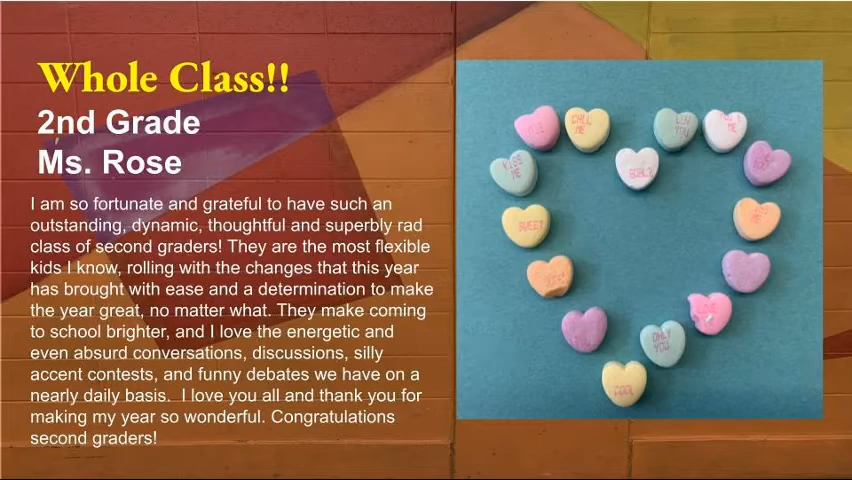 Whole Class!!
2nd Grade
Ms. Rose
I am so fortunate and grateful to have such an
outstanding, dynamic, thoughtful and superbly rad
class of second graders! They are the most flexible
kids I know, rolling with the changes that this year
has brought with ease and a determination to make
the year great, no matter what. They make coming
to school brighter, and I love the energetic and
even absurd conversations, discussions, silly
accent contests, and funny debates we have on a
nearly daily basis.  I love you all and thank you for
making my year so wonderful. Congratulations
second graders!
CALL
ME
YOU
ME
KISS
ME
SWEET
ONLY
YOU
COOL